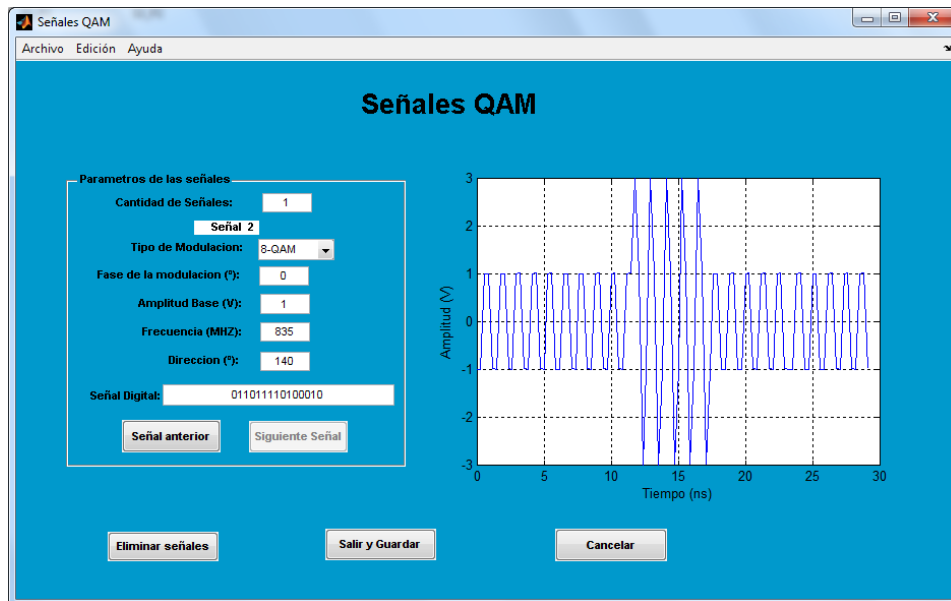 Señales QAM
Archivo Edición Ayuda
Señales QAM
Parametros de las señales
Cantidad de Señales: 1
Señal 2
Tipo de Modulacion: 8-QAM
Fase de la modulacion (º): 0
Amplitud Base (V): 1
Frecuencia (MHZ): 835
Direccion (º): 140
Señal Digital: 011011110100010
Señal anterior Siguiente Señal
Eliminar señales Salir y Guardar Cancelar
3
2
1
0
-1
-2
-3
Amplitud (V)
0 5 10 15 20 25 30
Tiempo (ns)